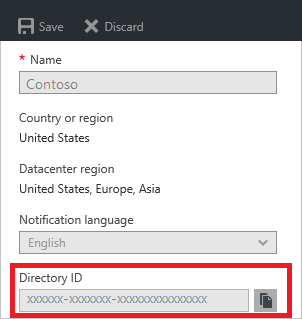 Save Discard
* Name
Contoso
Country or region
United States
Datacenter region
United States, Europe, Asia
Notification language
English
Directory ID
xxxxxx-xxxxxxx-xxxxxxxxxxxxxxx